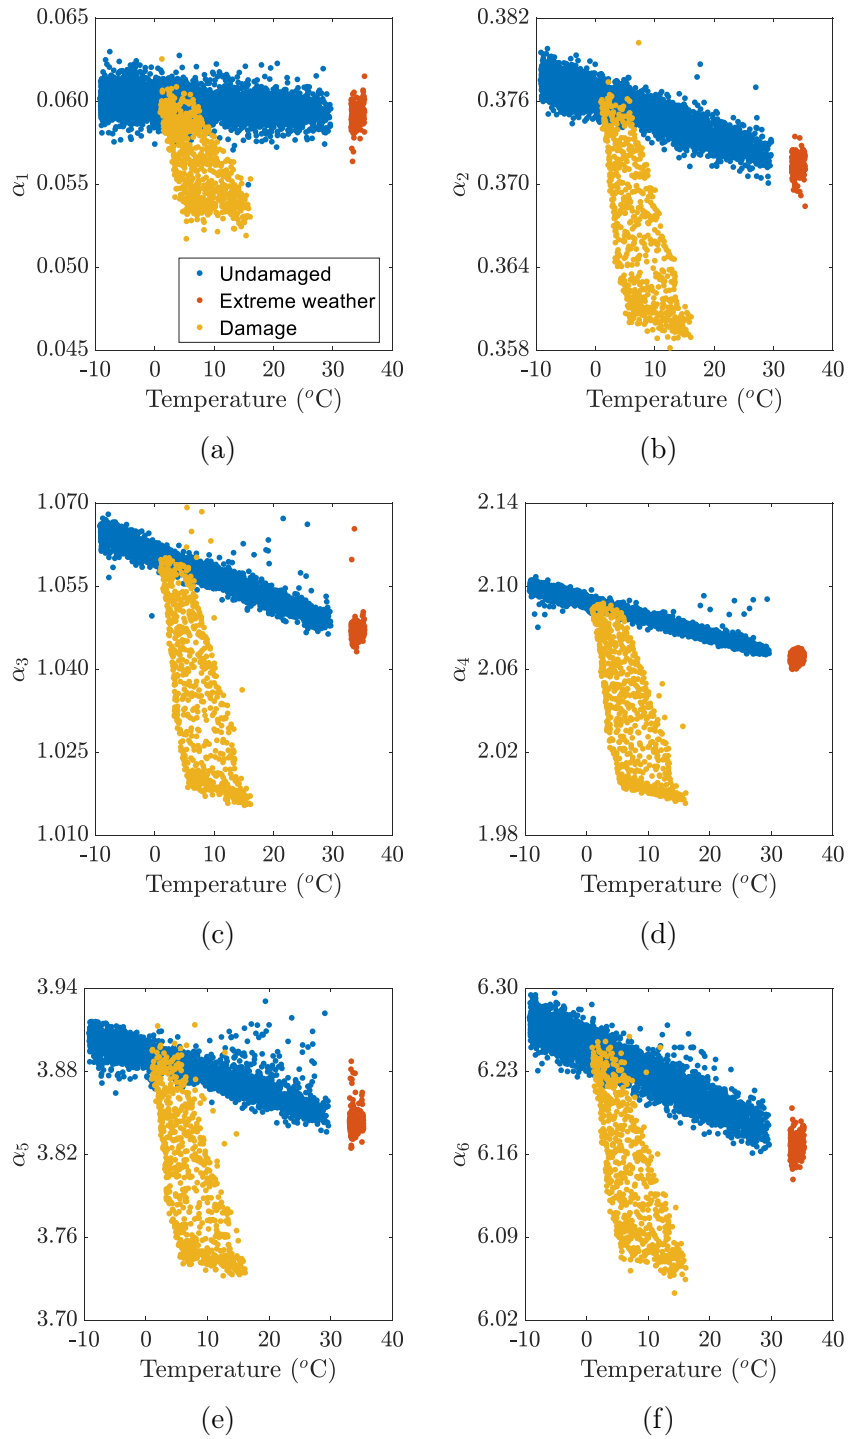 0.065
0.060
0.055
0.050
0.045
α1
Undamaged
Extreme weather
Damage
-10 0 10 20 30 40
Temperature (oC)
(a)
0.382
0.376
0.370
0.364
0.358
α2
-10 0 10 20 30 40
Temperature (oC)
(b)
1.070
1.055
1.040
1.025
1.010
α3
-10 0 10 20 30 40
Temperature (oC)
(c)
2.14
2.10
2.06
2.02
1.98
α4
-10 0 10 20 30 40
Temperature (oC)
(d)
3.94
3.88
3.82
3.76
3.70
α5
-10 0 10 20 30 40
Temperature (oC)
(e)
6.30
6.23
6.16
6.09
6.02
α6
-10 0 10 20 30 40
Temperature (oC)
(f)